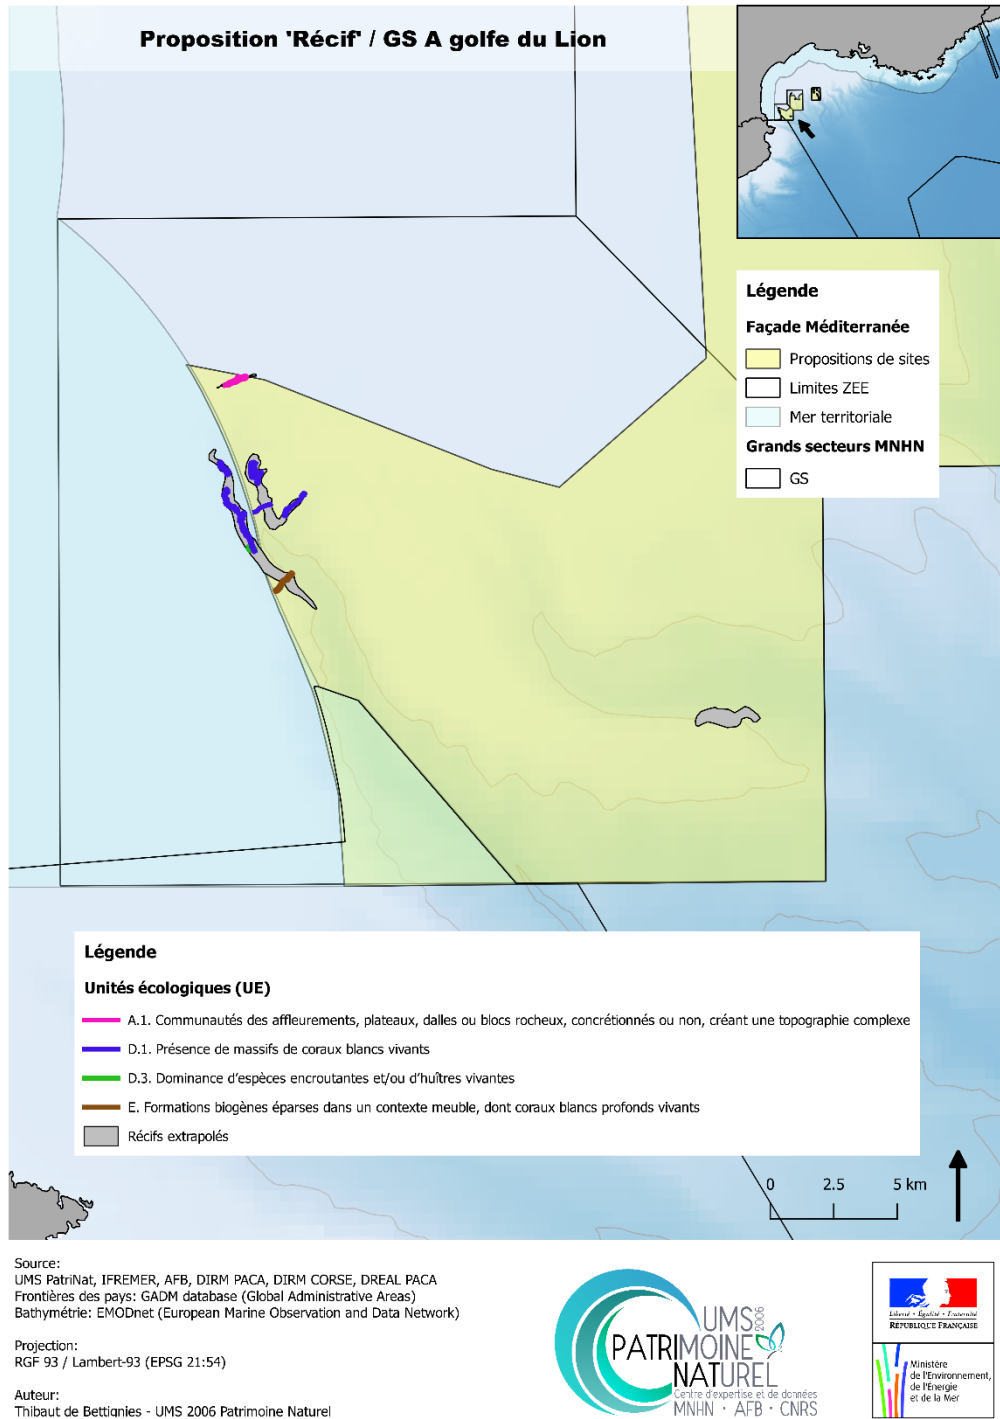 Proposition 'Récif' / GS A golfe du Lion
Légende
Façade Méditerranée
Propositions de sites
Limites ZEE
Mer territoriale
Grands secteurs MNHN
GS
Légende
Unités écologiques (UE)
A.1. Communautés des affleurements, plateaux, dalles ou blocs rocheux, concrétionnés ou non, créant une topographie complexe
D.1. Présence de massifs de coraux blancs vivants
D.3. Dominance d'espèces encroutantes et/ou d'huîtres vivantes
E. Formations biogènes éparses dans un contexte meuble, dont coraux blancs profonds vivants
Récifs extrapolés
0 2.5 5 km
Source:
UMS PatriNat, IFREMER, AFB, DIRM PACA, DIRM CORSE, DREAL PACA
Frontières des pays: GADM database (Global Administrative Areas)
Bathymétrie: EMODnet (European Marine Observation and Data Network)
Projection:
RGF 93 / Lambert-93 (EPSG 21:54)
Auteur:
Thibaut de Bettignies - UMS 2006 Patrimoine Naturel
UMS 2006
PATRIMOINE
NATUREL
Centre d'expertise et de données
MNHN · AFB · CNRS
Liberté · Égalité · Fraternité
RÉPUBLIQUE FRANÇAISE
Ministère
de l'Environnement,
de l'Energie
et de la Mer